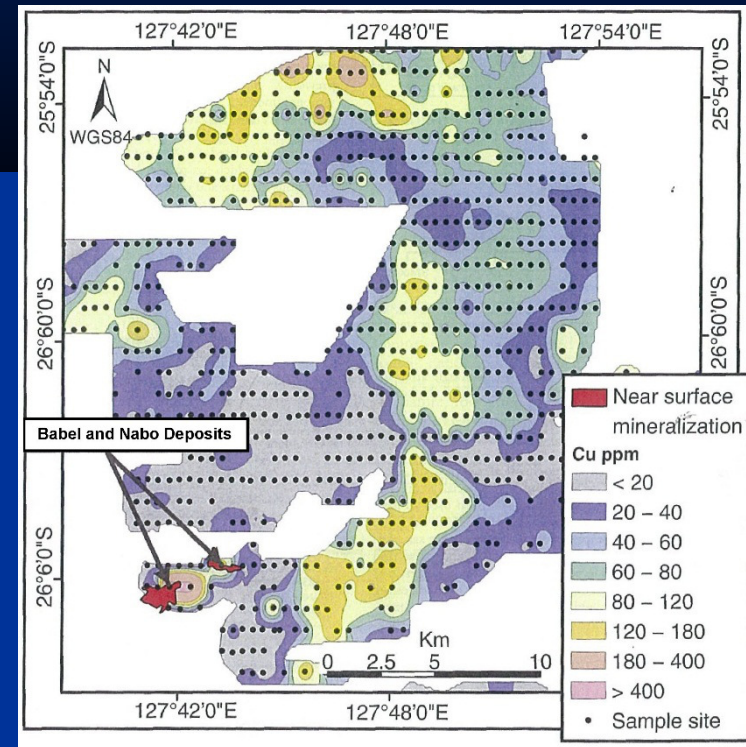 127°42'0"E
127°48'0"E
127°54'0"E
N
WGS84
25°54'0"S
25°54'0"S
26°60'0"S
26°60'0"S
Babel and Nabo Deposits
26°6'0"S
Near surface
mineralization
Cu ppm
< 20
20 – 40
40 – 60
60 – 80
80 – 120
120 – 180
180 – 400
> 400
Sample site
Km
0 2.5 5 10
127°42'0"E
127°48'0"E